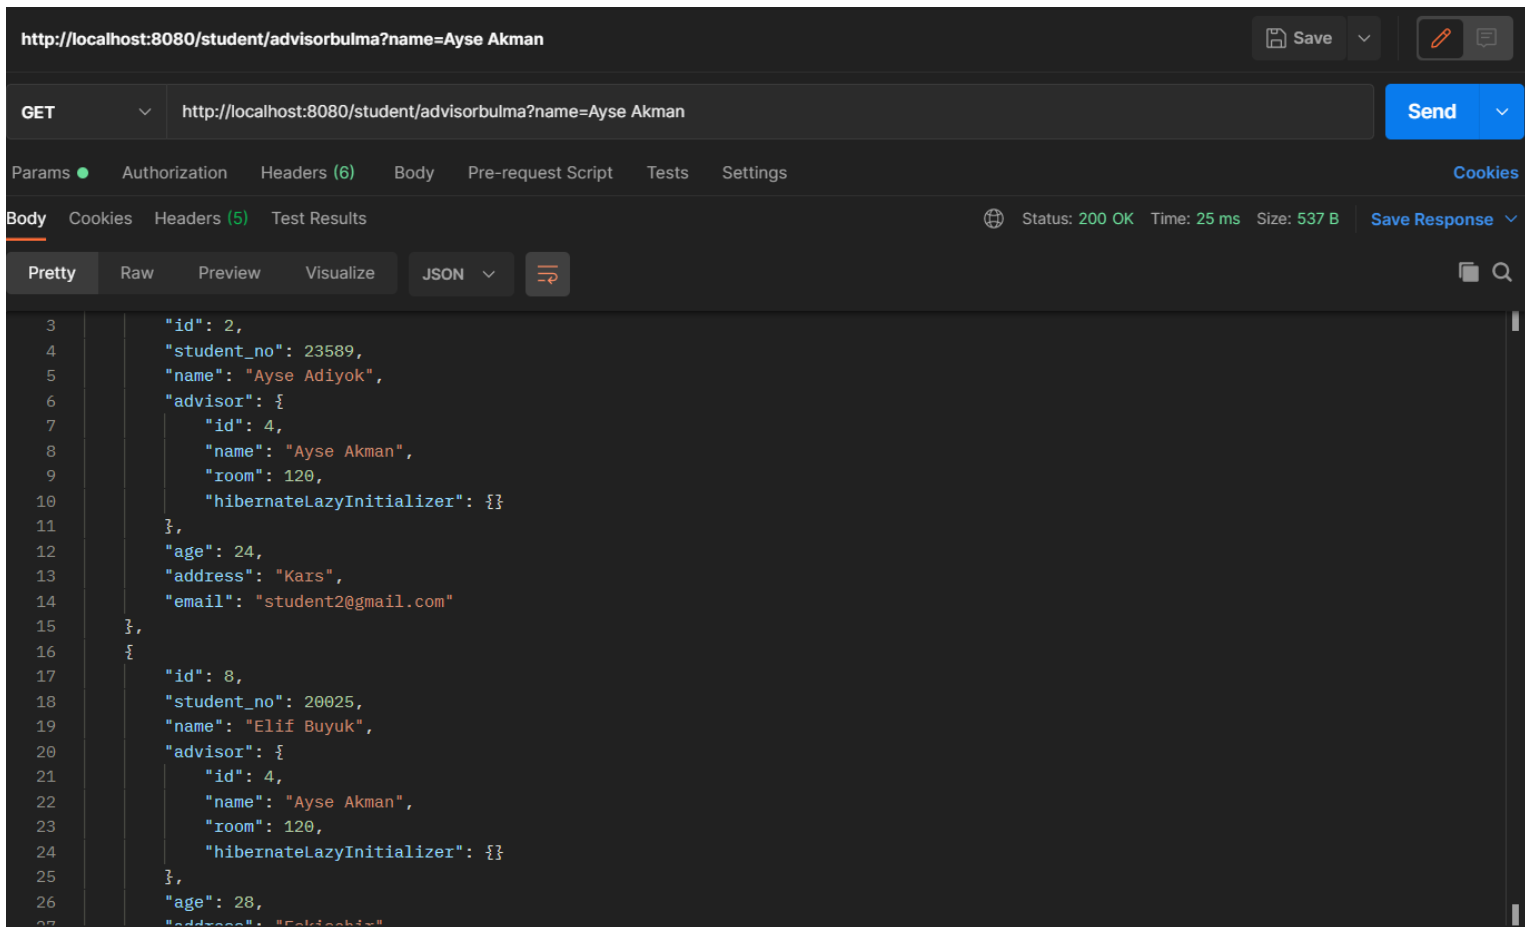 http://localhost:8080/student/advisorbulma?name=Ayse Akman
Save
GET
http://localhost:8080/student/advisorbulma?name=Ayse Akman
Send
Params Authorization Headers (6) Body Pre-request Script Tests Settings Cookies
Body Cookies Headers (5) Test Results Status: 200 OK Time: 25 ms Size: 537 B Save Response
Pretty Raw Preview Visualize JSON
3 "id": 2,
4 "student_no": 23589,
5 "name": "Ayse Adiyok",
6 "advisor": {
7 "id": 4,
8 "name": "Ayse Akman",
9 "room": 120,
10 "hibernateLazyInitializer": {}
11 },
12 "age": 24,
13 "address": "Kars",
14 "email": "student2@gmail.com"
15 },
16 {
17 "id": 8,
18 "student_no": 20025,
19 "name": "Elif Buyuk",
20 "advisor": {
21 "id": 4,
22 "name": "Ayse Akman",
23 "room": 120,
24 "hibernateLazyInitializer": {}
25 },
26 "age": 28,
27 "address": "Eskisehir"